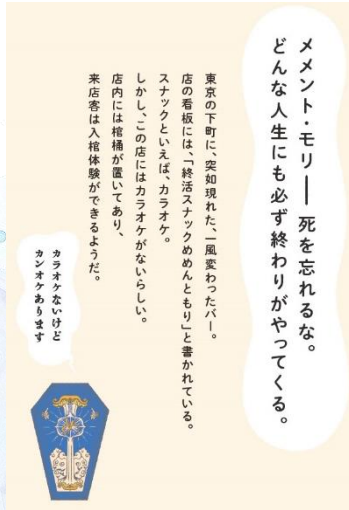 メメント・モリ── 死を忘れるな。
どんな人生にも必ず終わりがやってくる。
東京の下町に、突如現れた、一風変わったバー。
店の看板には、「終活スナックめめんともり」と書かれている。
スナックといえば、カラオケ。
しかし、この店にはカラオケがないらしい。
店内には棺桶が置いてあり、
来店客は入棺体験ができるようだ。
カラオケないけど
カンオケあります